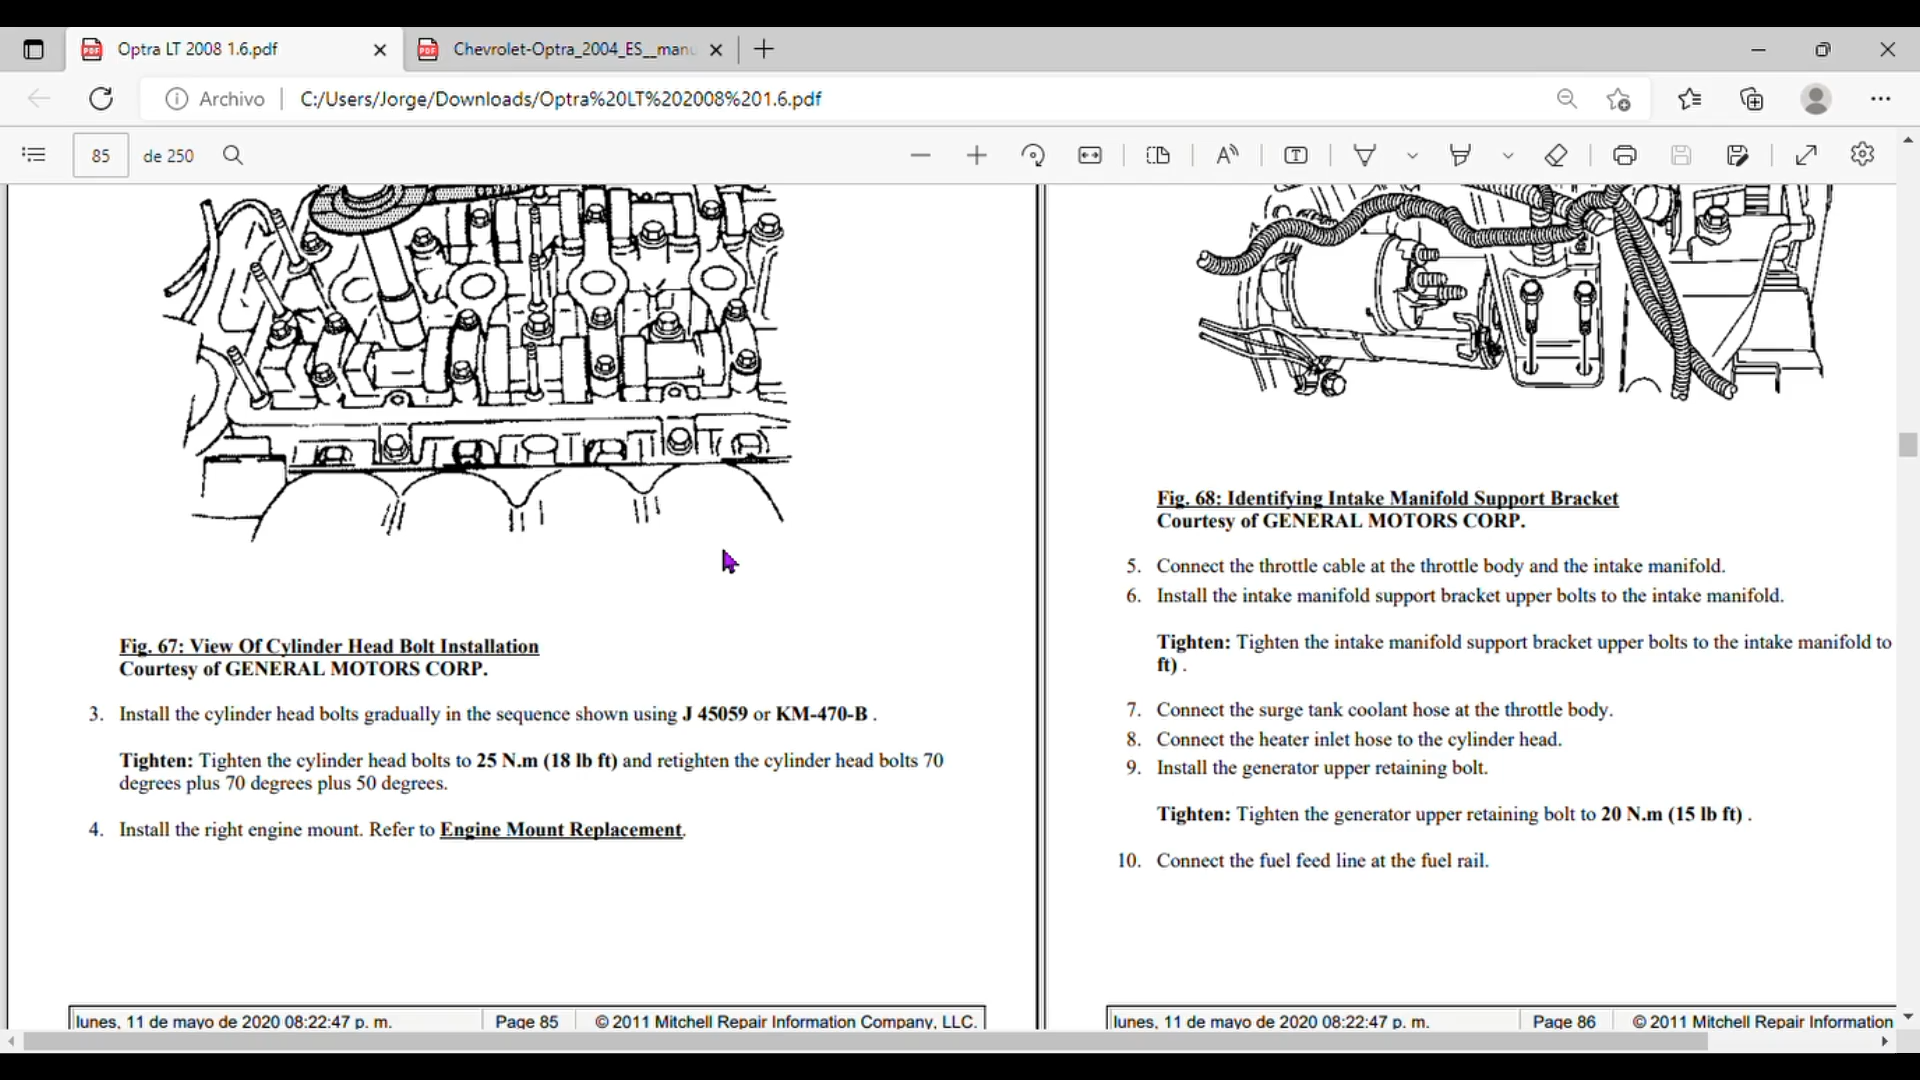 Optra LT 2008 1.6.pdf
Chevrolet-Optra_2004_ES__manu
Archivo
C:/Users/Jorge/Downloads/Optra%20LT%202008%201.6.pdf
85
de 250
Fig. 67: View Of Cylinder Head Bolt Installation
Courtesy of GENERAL MOTORS CORP.
3. Install the cylinder head bolts gradually in the sequence shown using J 45059 or KM-470-B .
Tighten: Tighten the cylinder head bolts to 25 N.m (18 lb ft) and retighten the cylinder head bolts 70
degrees plus 70 degrees plus 50 degrees.
4. Install the right engine mount. Refer to Engine Mount Replacement.
lunes, 11 de mayo de 2020 08:22:47 p. m.
Page 85
© 2011 Mitchell Repair Information Company, LLC.
Fig. 68: Identifying Intake Manifold Support Bracket
Courtesy of GENERAL MOTORS CORP.
5. Connect the throttle cable at the throttle body and the intake manifold.
6. Install the intake manifold support bracket upper bolts to the intake manifold.
Tighten: Tighten the intake manifold support bracket upper bolts to the intake manifold to
ft) .
7. Connect the surge tank coolant hose at the throttle body.
8. Connect the heater inlet hose to the cylinder head.
9. Install the generator upper retaining bolt.
Tighten: Tighten the generator upper retaining bolt to 20 N.m (15 lb ft) .
10. Connect the fuel feed line at the fuel rail.
lunes, 11 de mayo de 2020 08:22:47 p. m.
Page 86
© 2011 Mitchell Repair Information